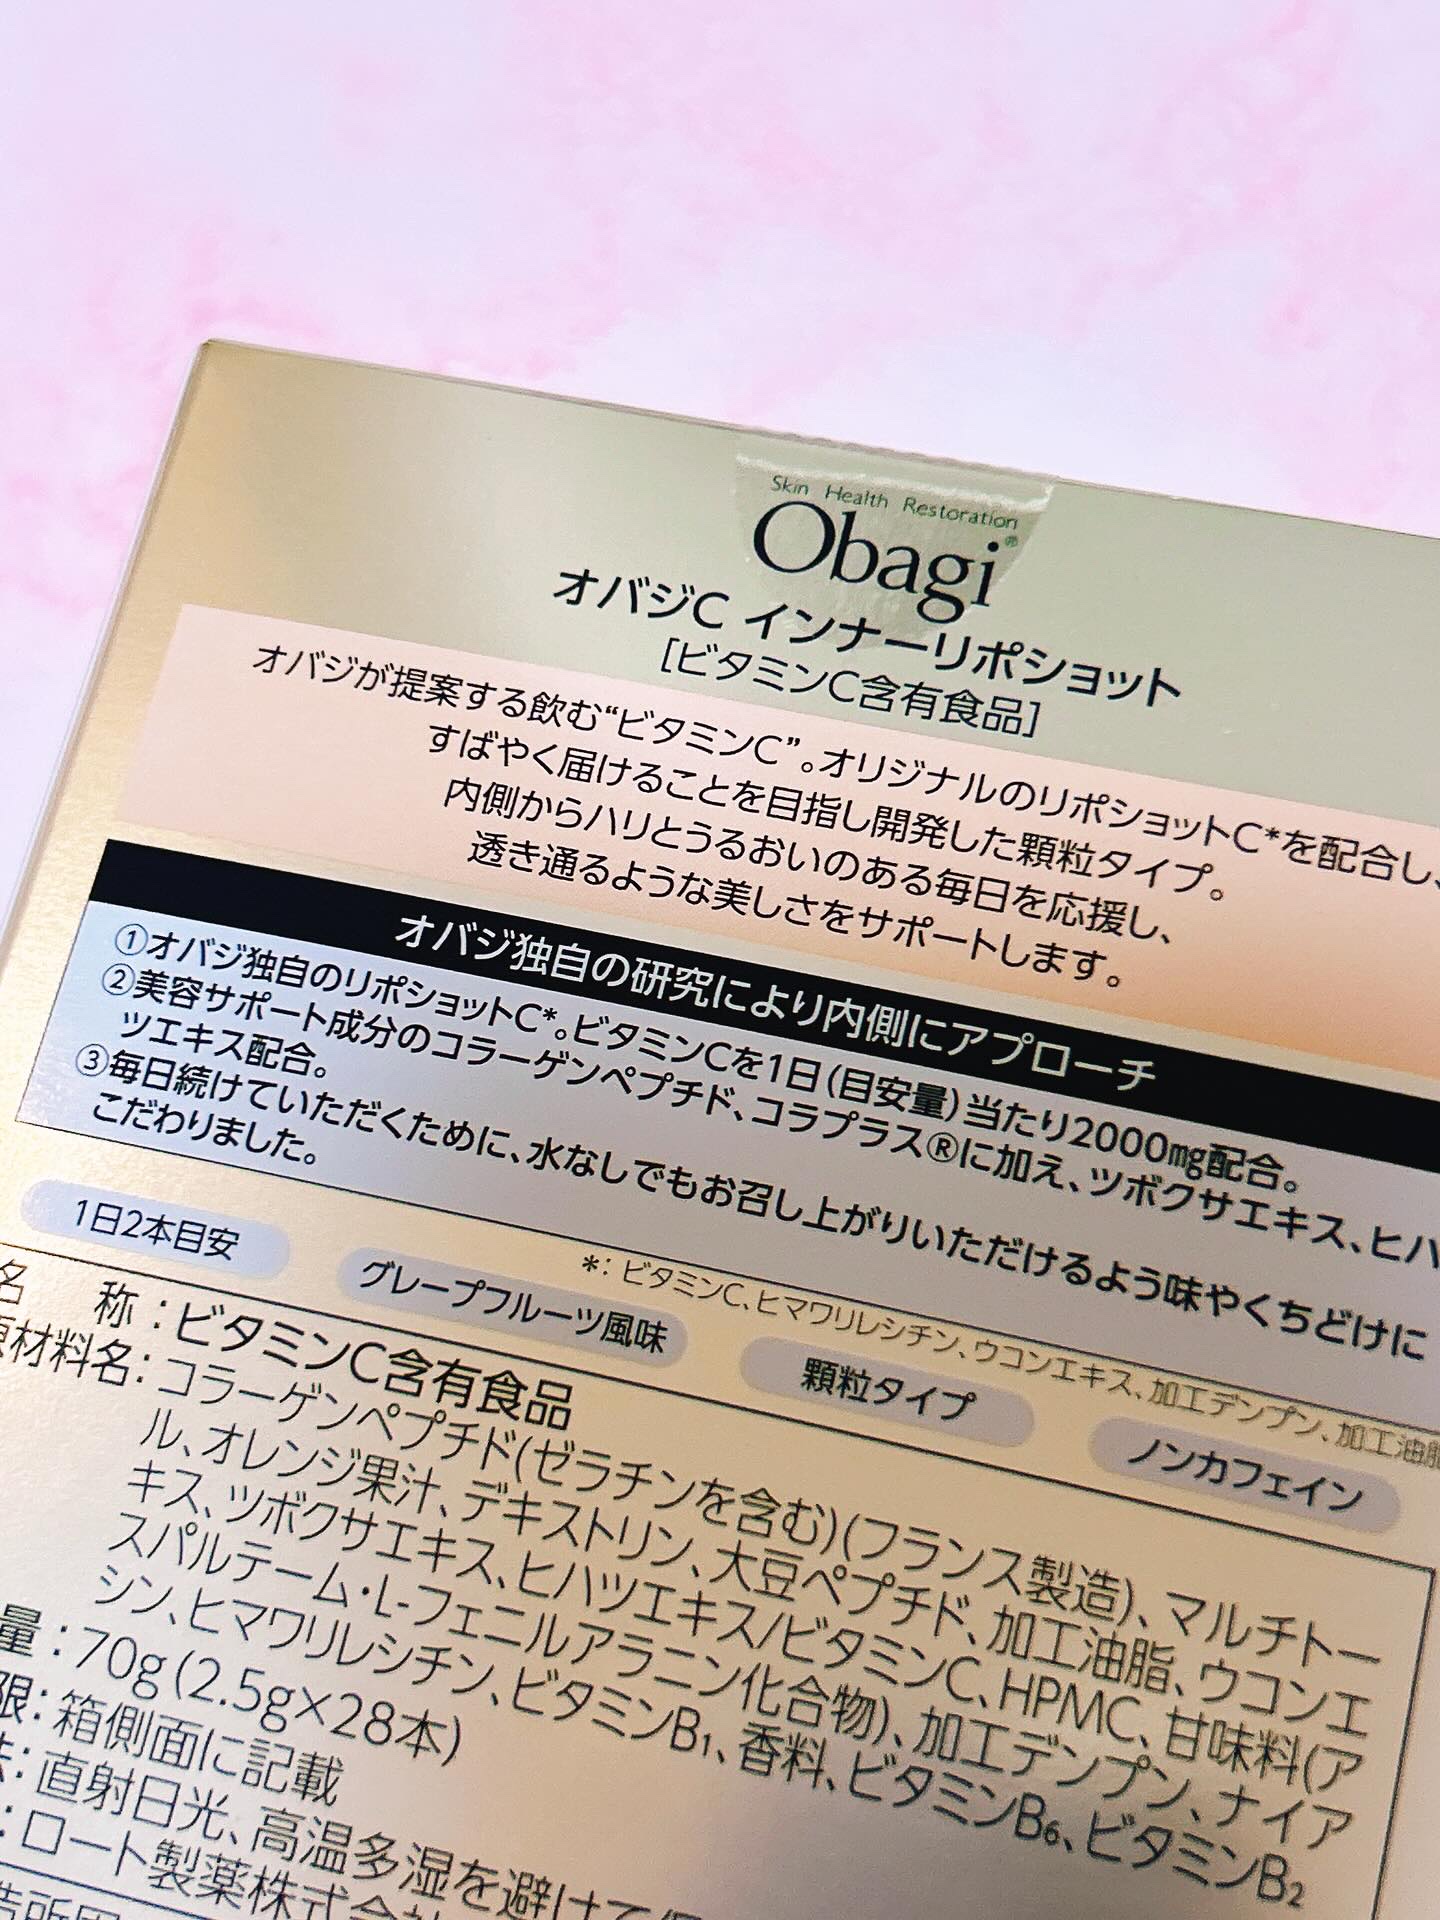 Skin Health Restoration
Obagi®
オバジC インナーリポショット
［ビタミンC含有食品］
オバジが提案する飲む“ビタミンC”。オリジナルのリポショットC*を配合し、
すばやく届けることを目指し開発した顆粒タイプ。
内側からハリとうるおいのある毎日を応援し、
透き通るような美しさをサポートします。
オバジ独自の研究により内側にアプローチ
①オバジ独自のリポショットC*。ビタミンCを1日(目安量)当たり2000㎎配合。
②美容サポート成分のコラーゲンペプチド、コラプラス®に加え、ツボクサエキス、ヒハ
ツエキス配合。
③毎日続けていただくために、水なしでもお召し上がりいただけるよう味やくちどけに
こだわりました。
*：ビタミンC、ヒマワリレシチン、ウコンエキス、加工デンプン、加工油脂
1日2本目安
グレープフルーツ風味
顆粒タイプ
ノンカフェイン
名 称：ビタミンC含有食品
原材料名：コラーゲンペプチド(ゼラチンを含む)(フランス製造)、マルチトー
ル、オレンジ果汁、デキストリン、大豆ペプチド、加工油脂、ウコンエ
キス、ツボクサエキス、ヒハツエキス/ビタミンC、HPMC、甘味料(ア
スパルテーム・L-フェニルアラニン化合物)、加工デンプン、ナイア
シン、ヒマワリレシチン、ビタミンB₁、香料、ビタミンB₆、ビタミンB₂
量：70g(2.5g×28本)
限：箱側面に記載
法：直射日光、高温多湿を避けて
：ロート製薬株式会